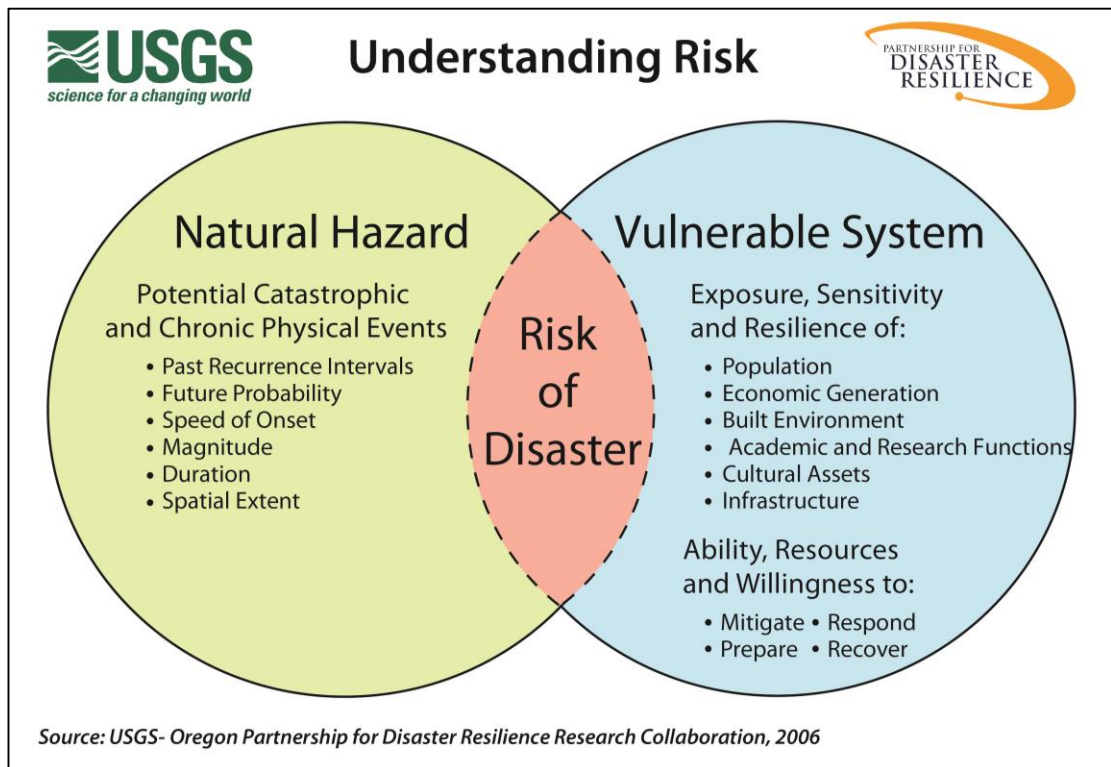 USGS
science for a changing world
Understanding Risk
PARTNERSHIP FOR
DISASTER
RESILIENCE
Natural Hazard
Potential Catastrophic
and Chronic Physical Events
• Past Recurrence Intervals
• Future Probability
• Speed of Onset
• Magnitude
• Duration
• Spatial Extent
Risk
of
Disaster
Vulnerable System
Exposure, Sensitivity
and Resilience of:
• Population
• Economic Generation
• Built Environment
• Academic and Research Functions
• Cultural Assets
• Infrastructure
Ability, Resources
and Willingness to:
• Mitigate • Respond
• Prepare • Recover
Source: USGS- Oregon Partnership for Disaster Resilience Research Collaboration, 2006